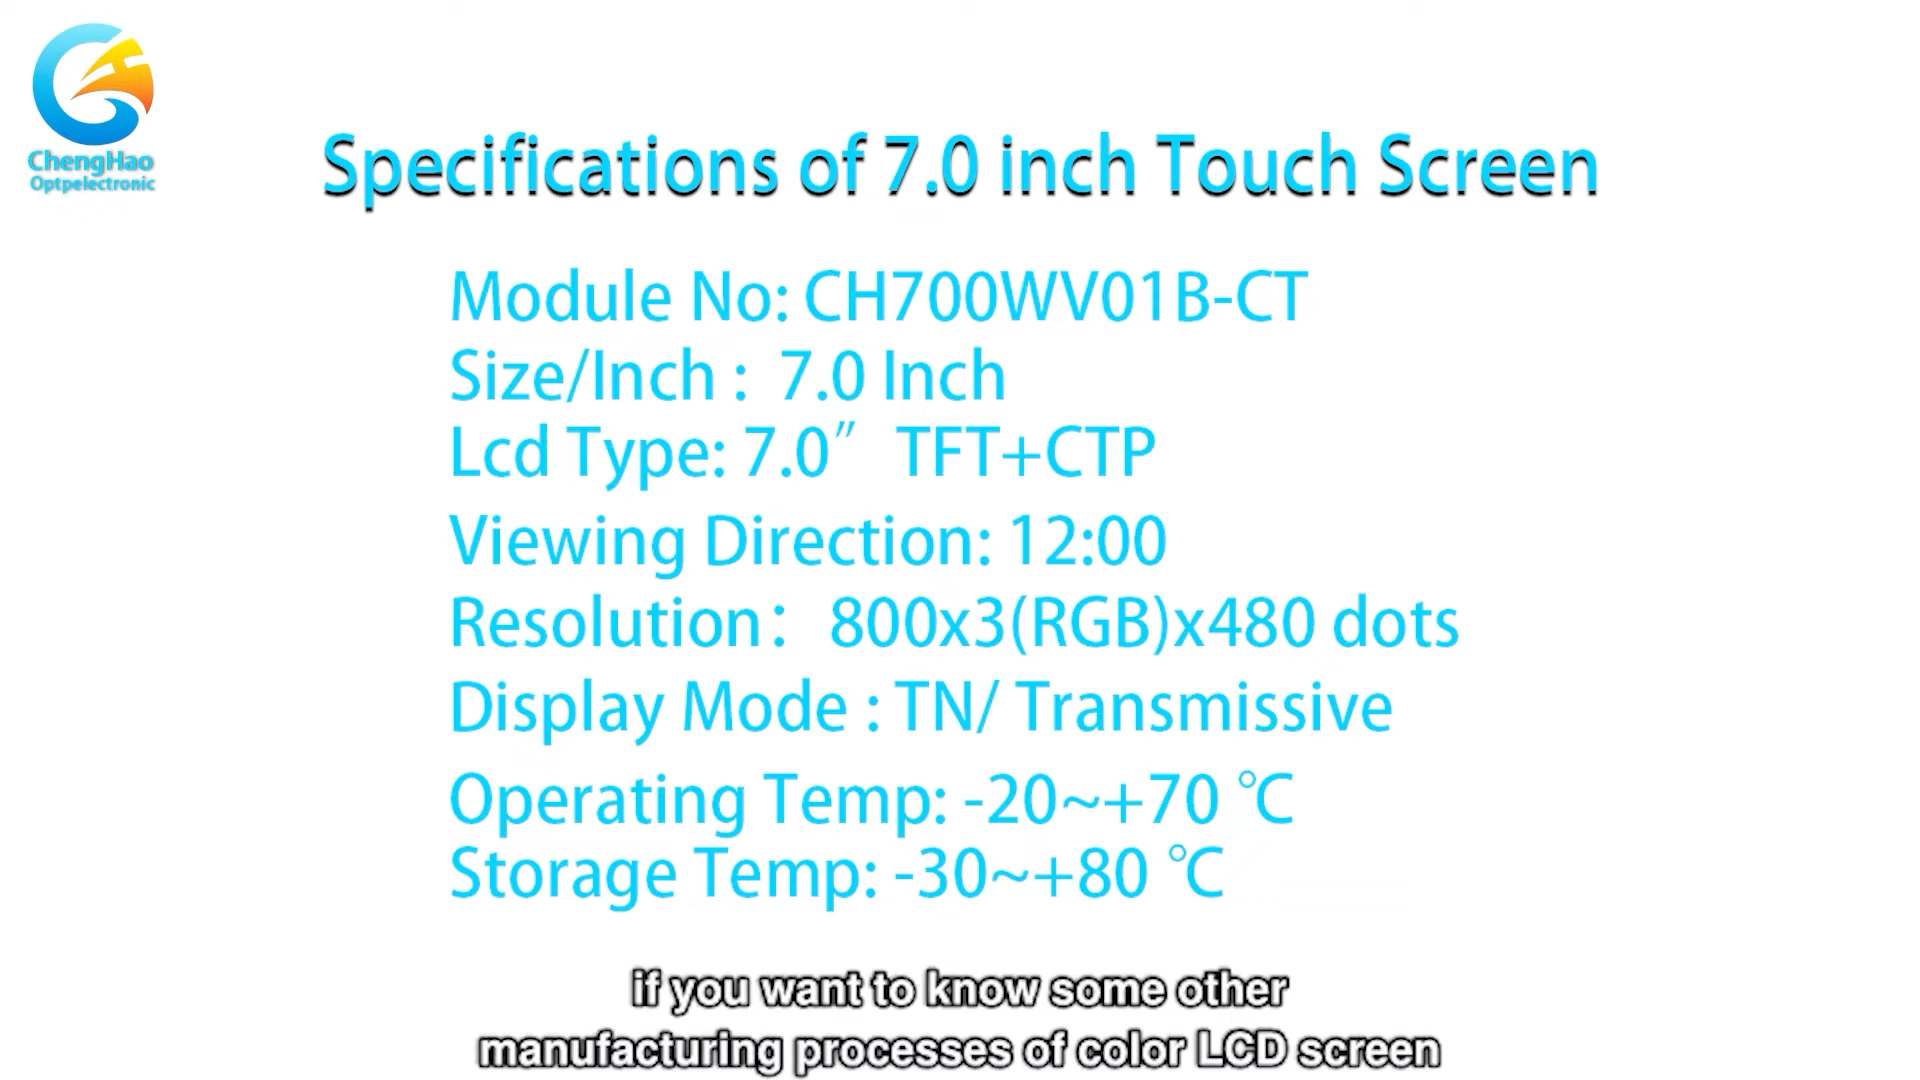 ChengHao
Optpelectronic
Specifications of 7.0 inch Touch Screen
Module No: CH700WV01B-CT
Size/Inch : 7.0 Inch
Lcd Type: 7.0″ TFT+CTP
Viewing Direction: 12:00
Resolution: 800x3(RGB)x480 dots
Display Mode : TN/ Transmissive
Operating Temp: -20~+70 ℃
Storage Temp: -30~+80 ℃
if you want to know some other
manufacturing processes of color LCD screen